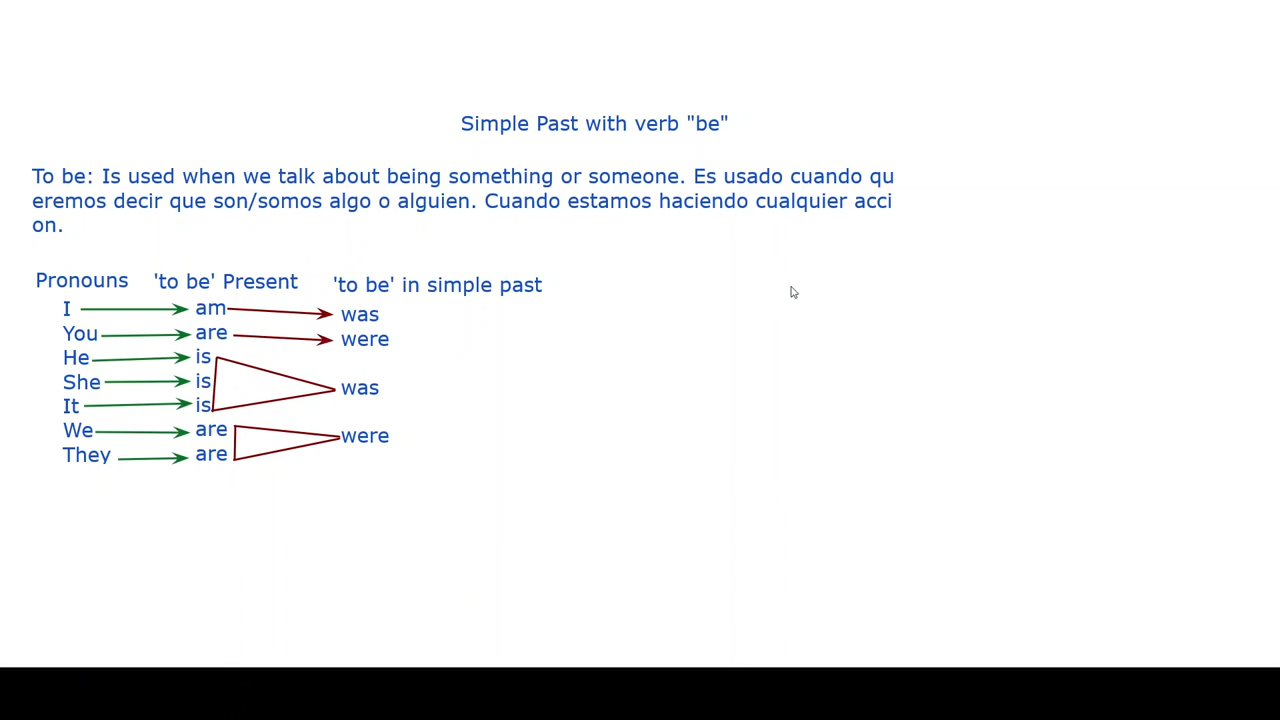 Simple Past with verb "be"
To be: Is used when we talk about being something or someone. Es usado cuando qu
eremos decir que son/somos algo o alguien. Cuando estamos haciendo cualquier acci
on.
Pronouns 'to be' Present 'to be' in simple past
I am was
You are were
He is
She is was
It is
We are were
They are